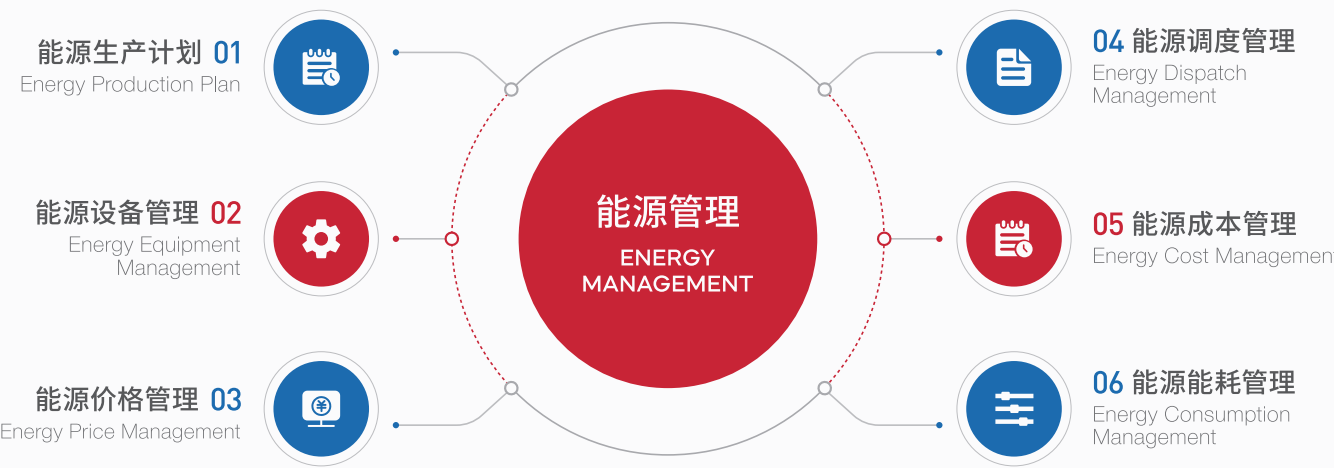 能源生产计划 01
Energy Production Plan
能源设备管理 02
Energy Equipment
Management
能源价格管理 03
Energy Price Management
能源管理
ENERGY
MANAGEMENT
04 能源调度管理
Energy Dispatch
Management
05 能源成本管理
Energy Cost Management
06 能源能耗管理
Energy Consumption
Management